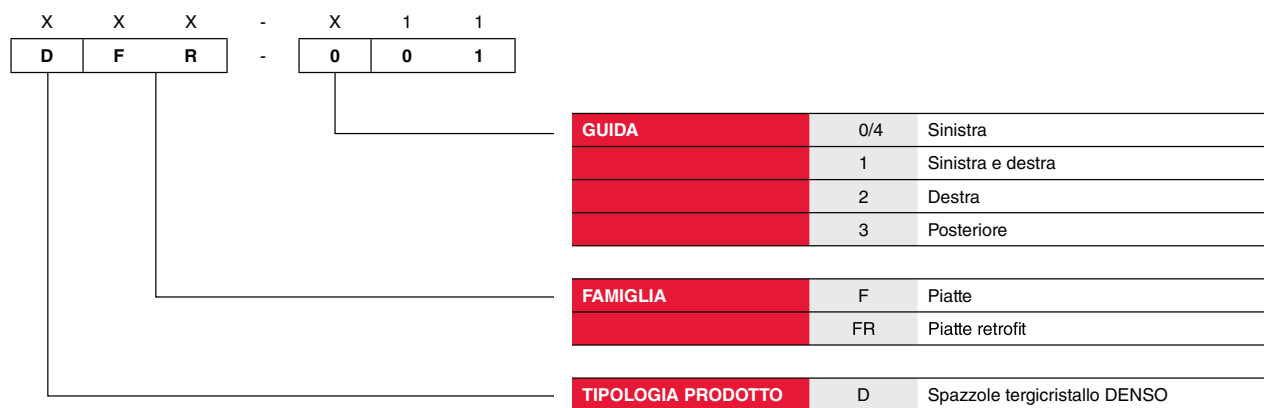 X X X - X 1 1
D F R - 0 0 1
GUIDA 0/4 Sinistra
1 Sinistra e destra
2 Destra
3 Posteriore
FAMIGLIA F Piatte
FR Piatte retrofit
TIPOLOGIA PRODOTTO D Spazzole tergicristallo DENSO